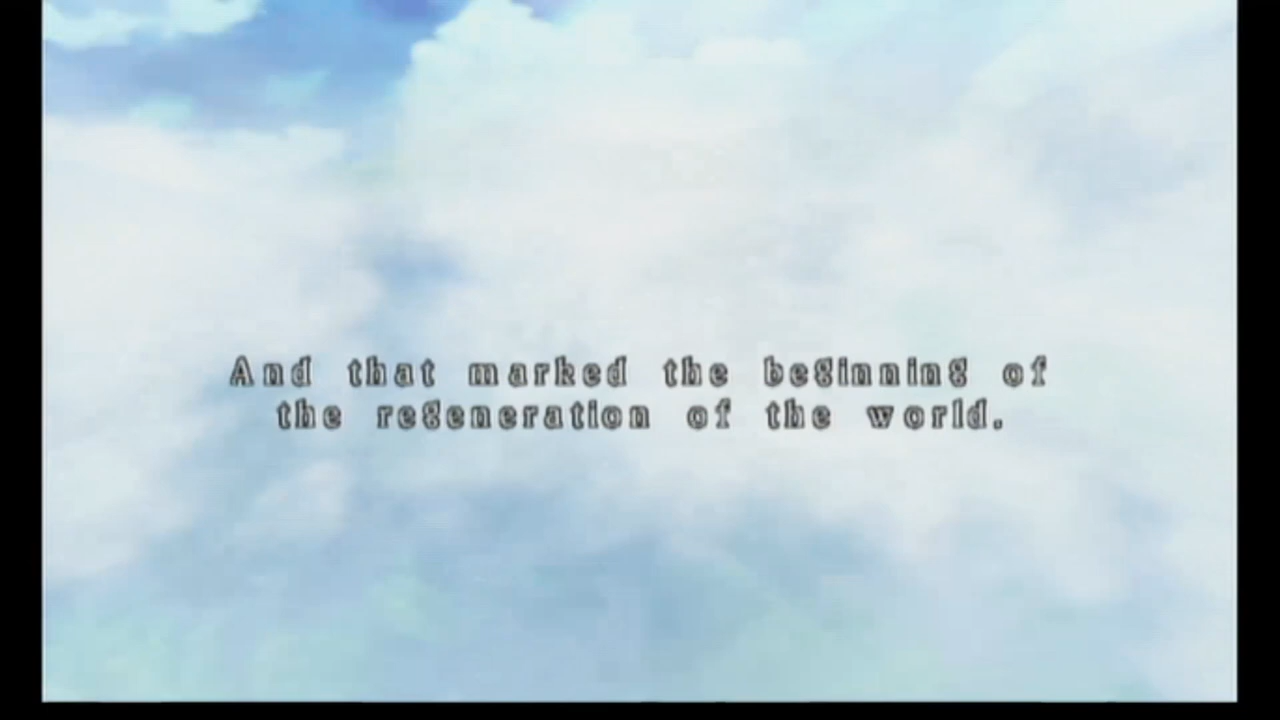 And that marked the beginning of
the regeneration of the world.